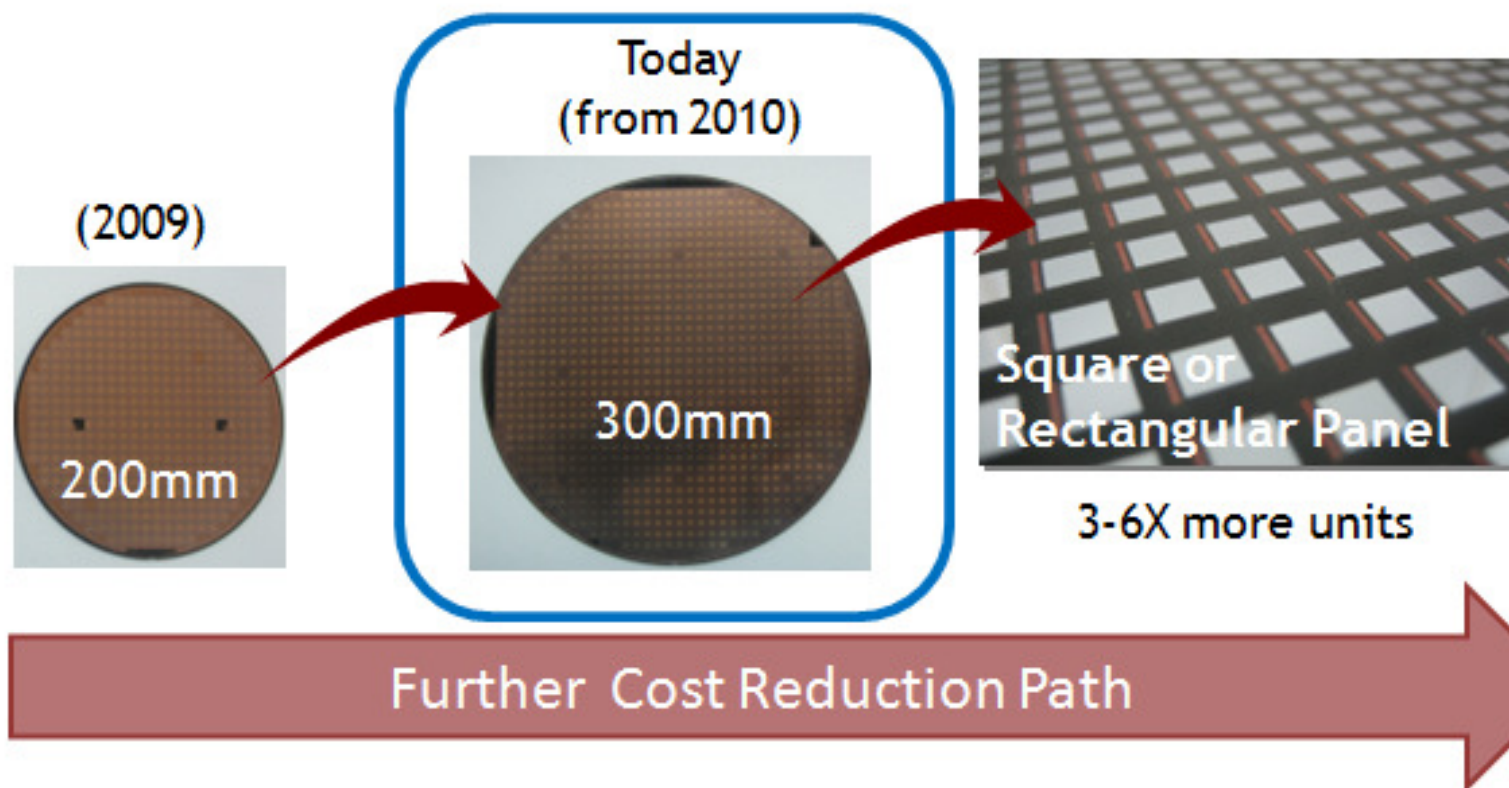 (2009)
200mm
Today
(from 2010)
300mm
Square or
Rectangular Panel
3-6X more units
Further Cost Reduction Path